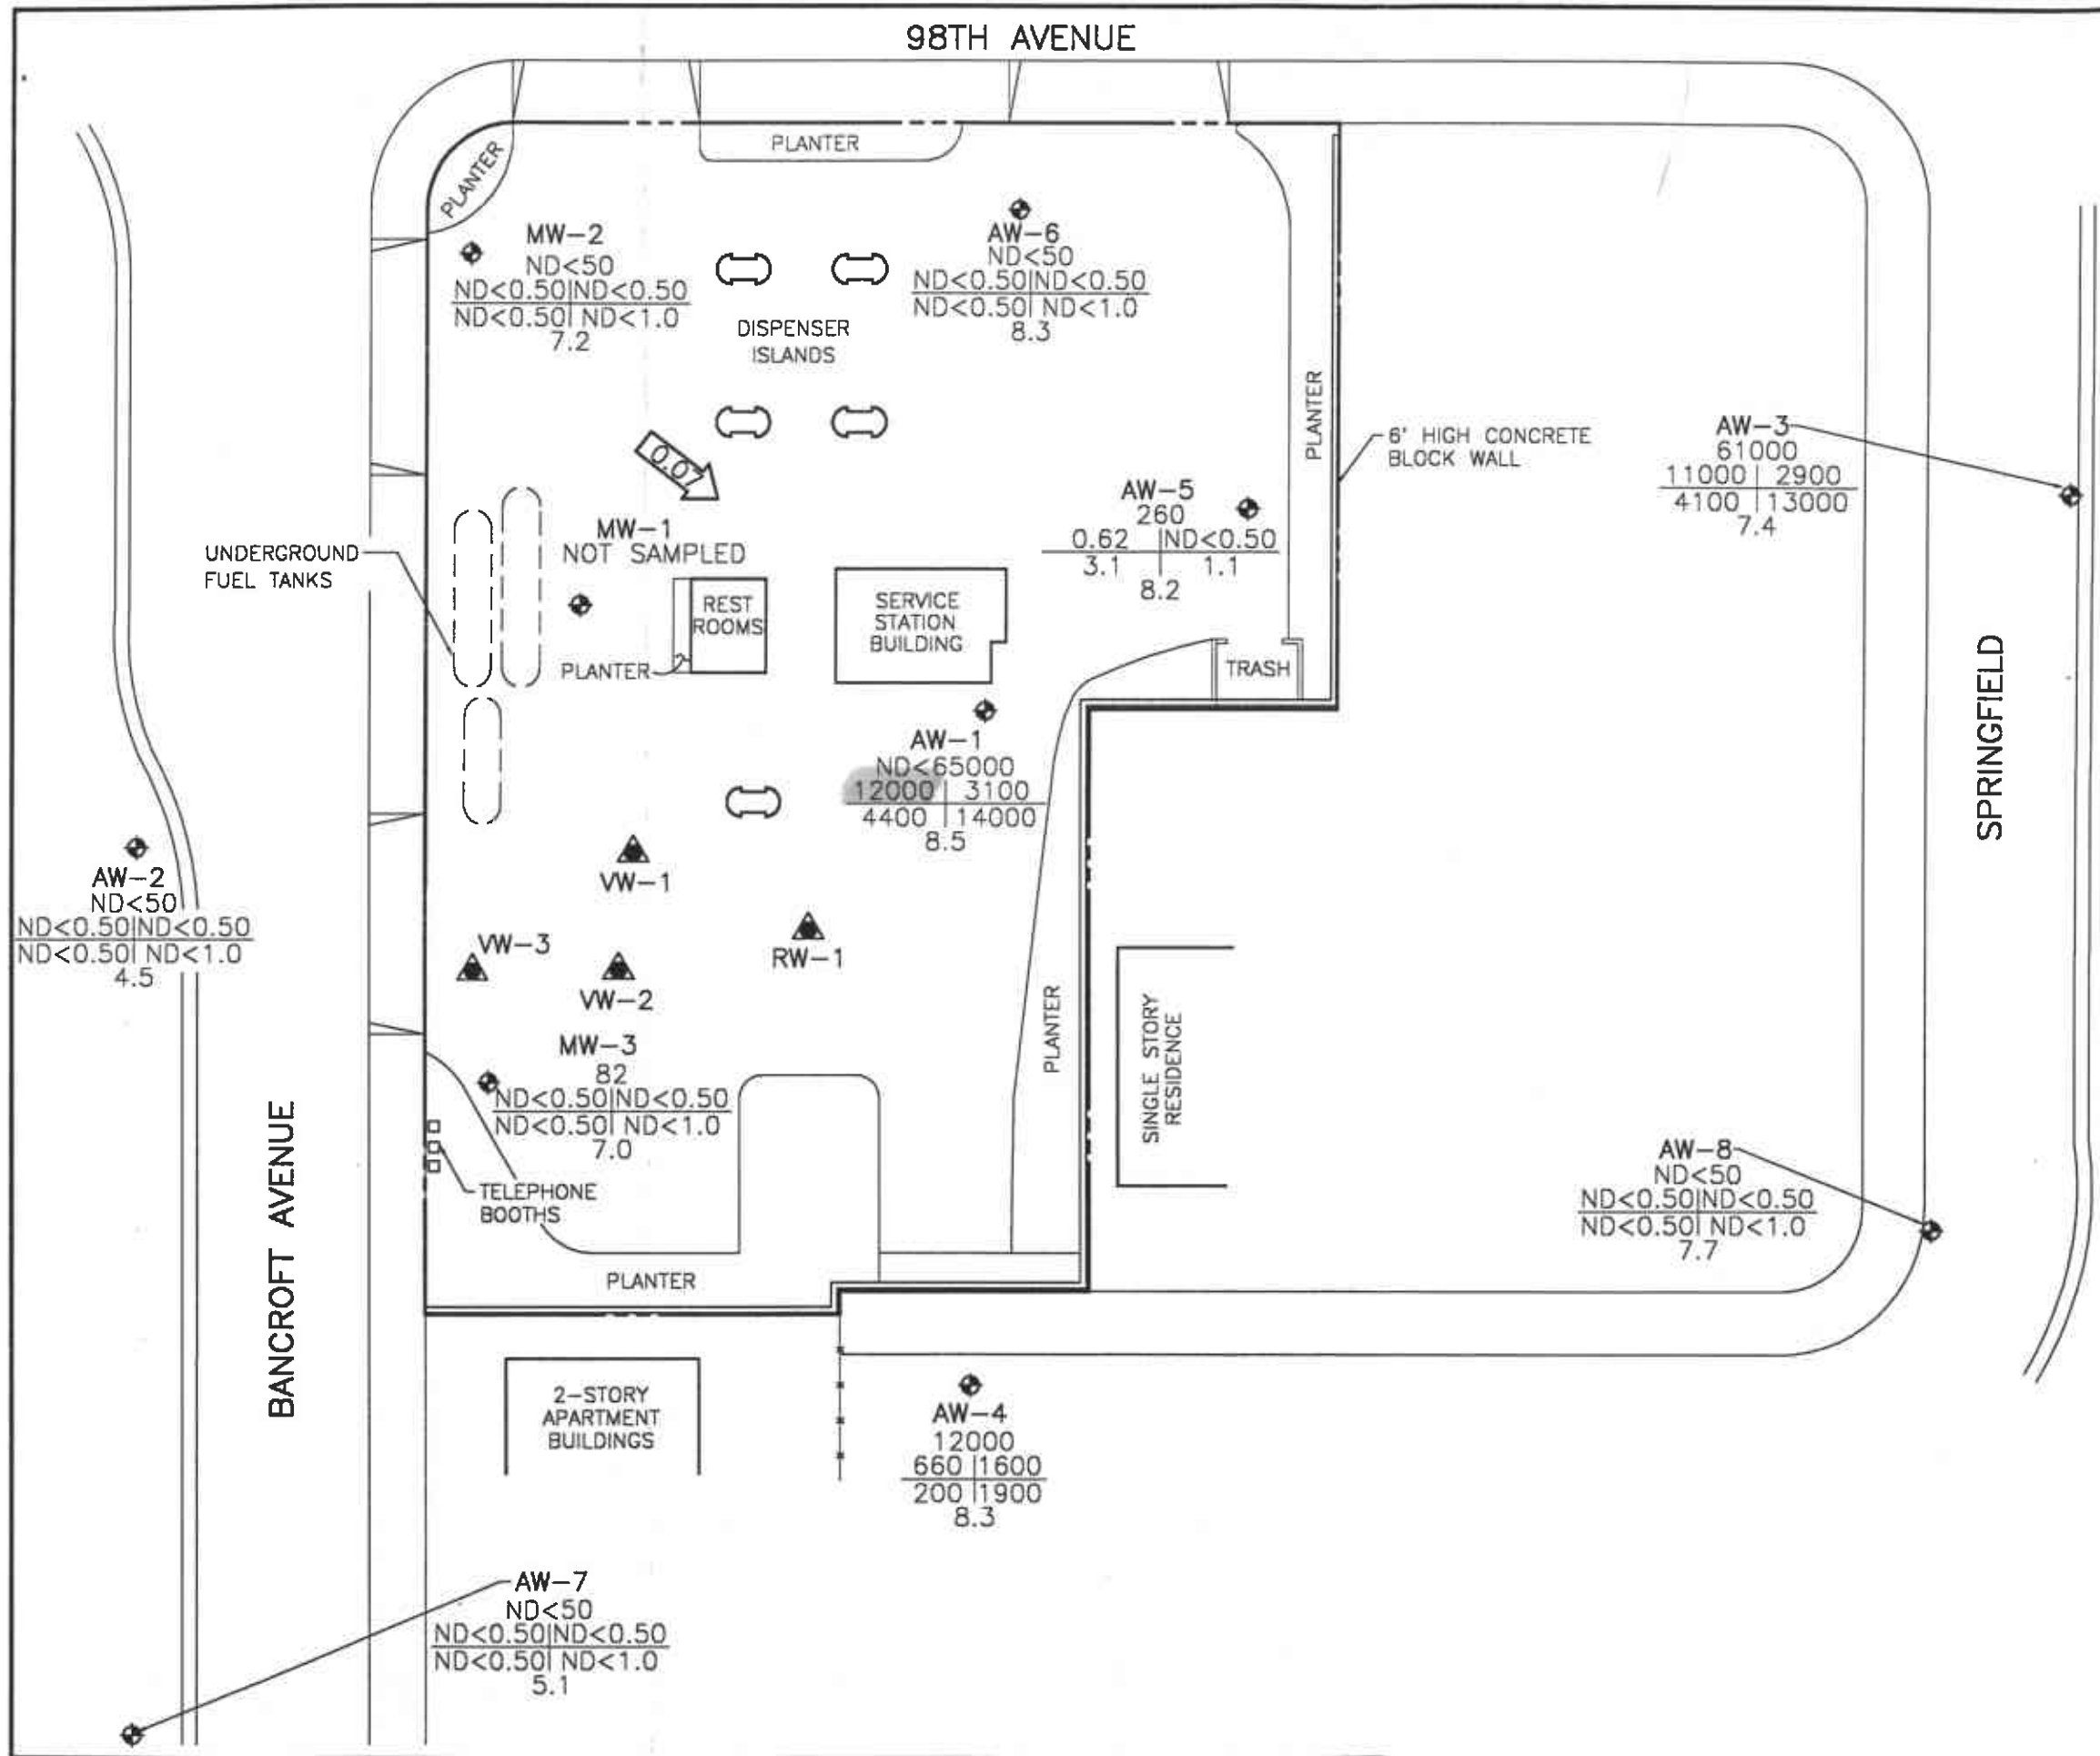 98TH AVENUE
PLANTER
PLANTER
MW-2
ND<50
ND<0.50|ND<0.50
ND<0.50| ND<1.0
7.2
AW-6
ND<50
ND<0.50|ND<0.50
ND<0.50| ND<1.0
8.3
DISPENSER
ISLANDS
PLANTER
6' HIGH CONCRETE
BLOCK WALL
AW-3
61000
11000 | 2900
4100 | 13000
7.4
0.07
AW-5
260
0.62 |ND<0.50
3.1 | 1.1
8.2
MW-1
NOT SAMPLED
UNDERGROUND
FUEL TANKS
REST
ROOMS
SERVICE
STATION
BUILDING
PLANTER
TRASH
SPRINGFIELD
AW-1
ND<65000
12000 | 3100
4400 | 14000
8.5
AW-2
ND<50
ND<0.50|ND<0.50
ND<0.50| ND<1.0
4.5
VW-1
VW-3
VW-2
RW-1
PLANTER
SINGLE STORY
RESIDENCE
MW-3
82
ND<0.50|ND<0.50
ND<0.50| ND<1.0
7.0
BANCROFT AVENUE
TELEPHONE
BOOTHS
AW-8
ND<50
ND<0.50|ND<0.50
ND<0.50| ND<1.0
7.7
PLANTER
2-STORY
APARTMENT
BUILDINGS
AW-4
12000
660 |1600
200 |1900
8.3
AW-7
ND<50
ND<0.50|ND<0.50
ND<0.50| ND<1.0
5.1